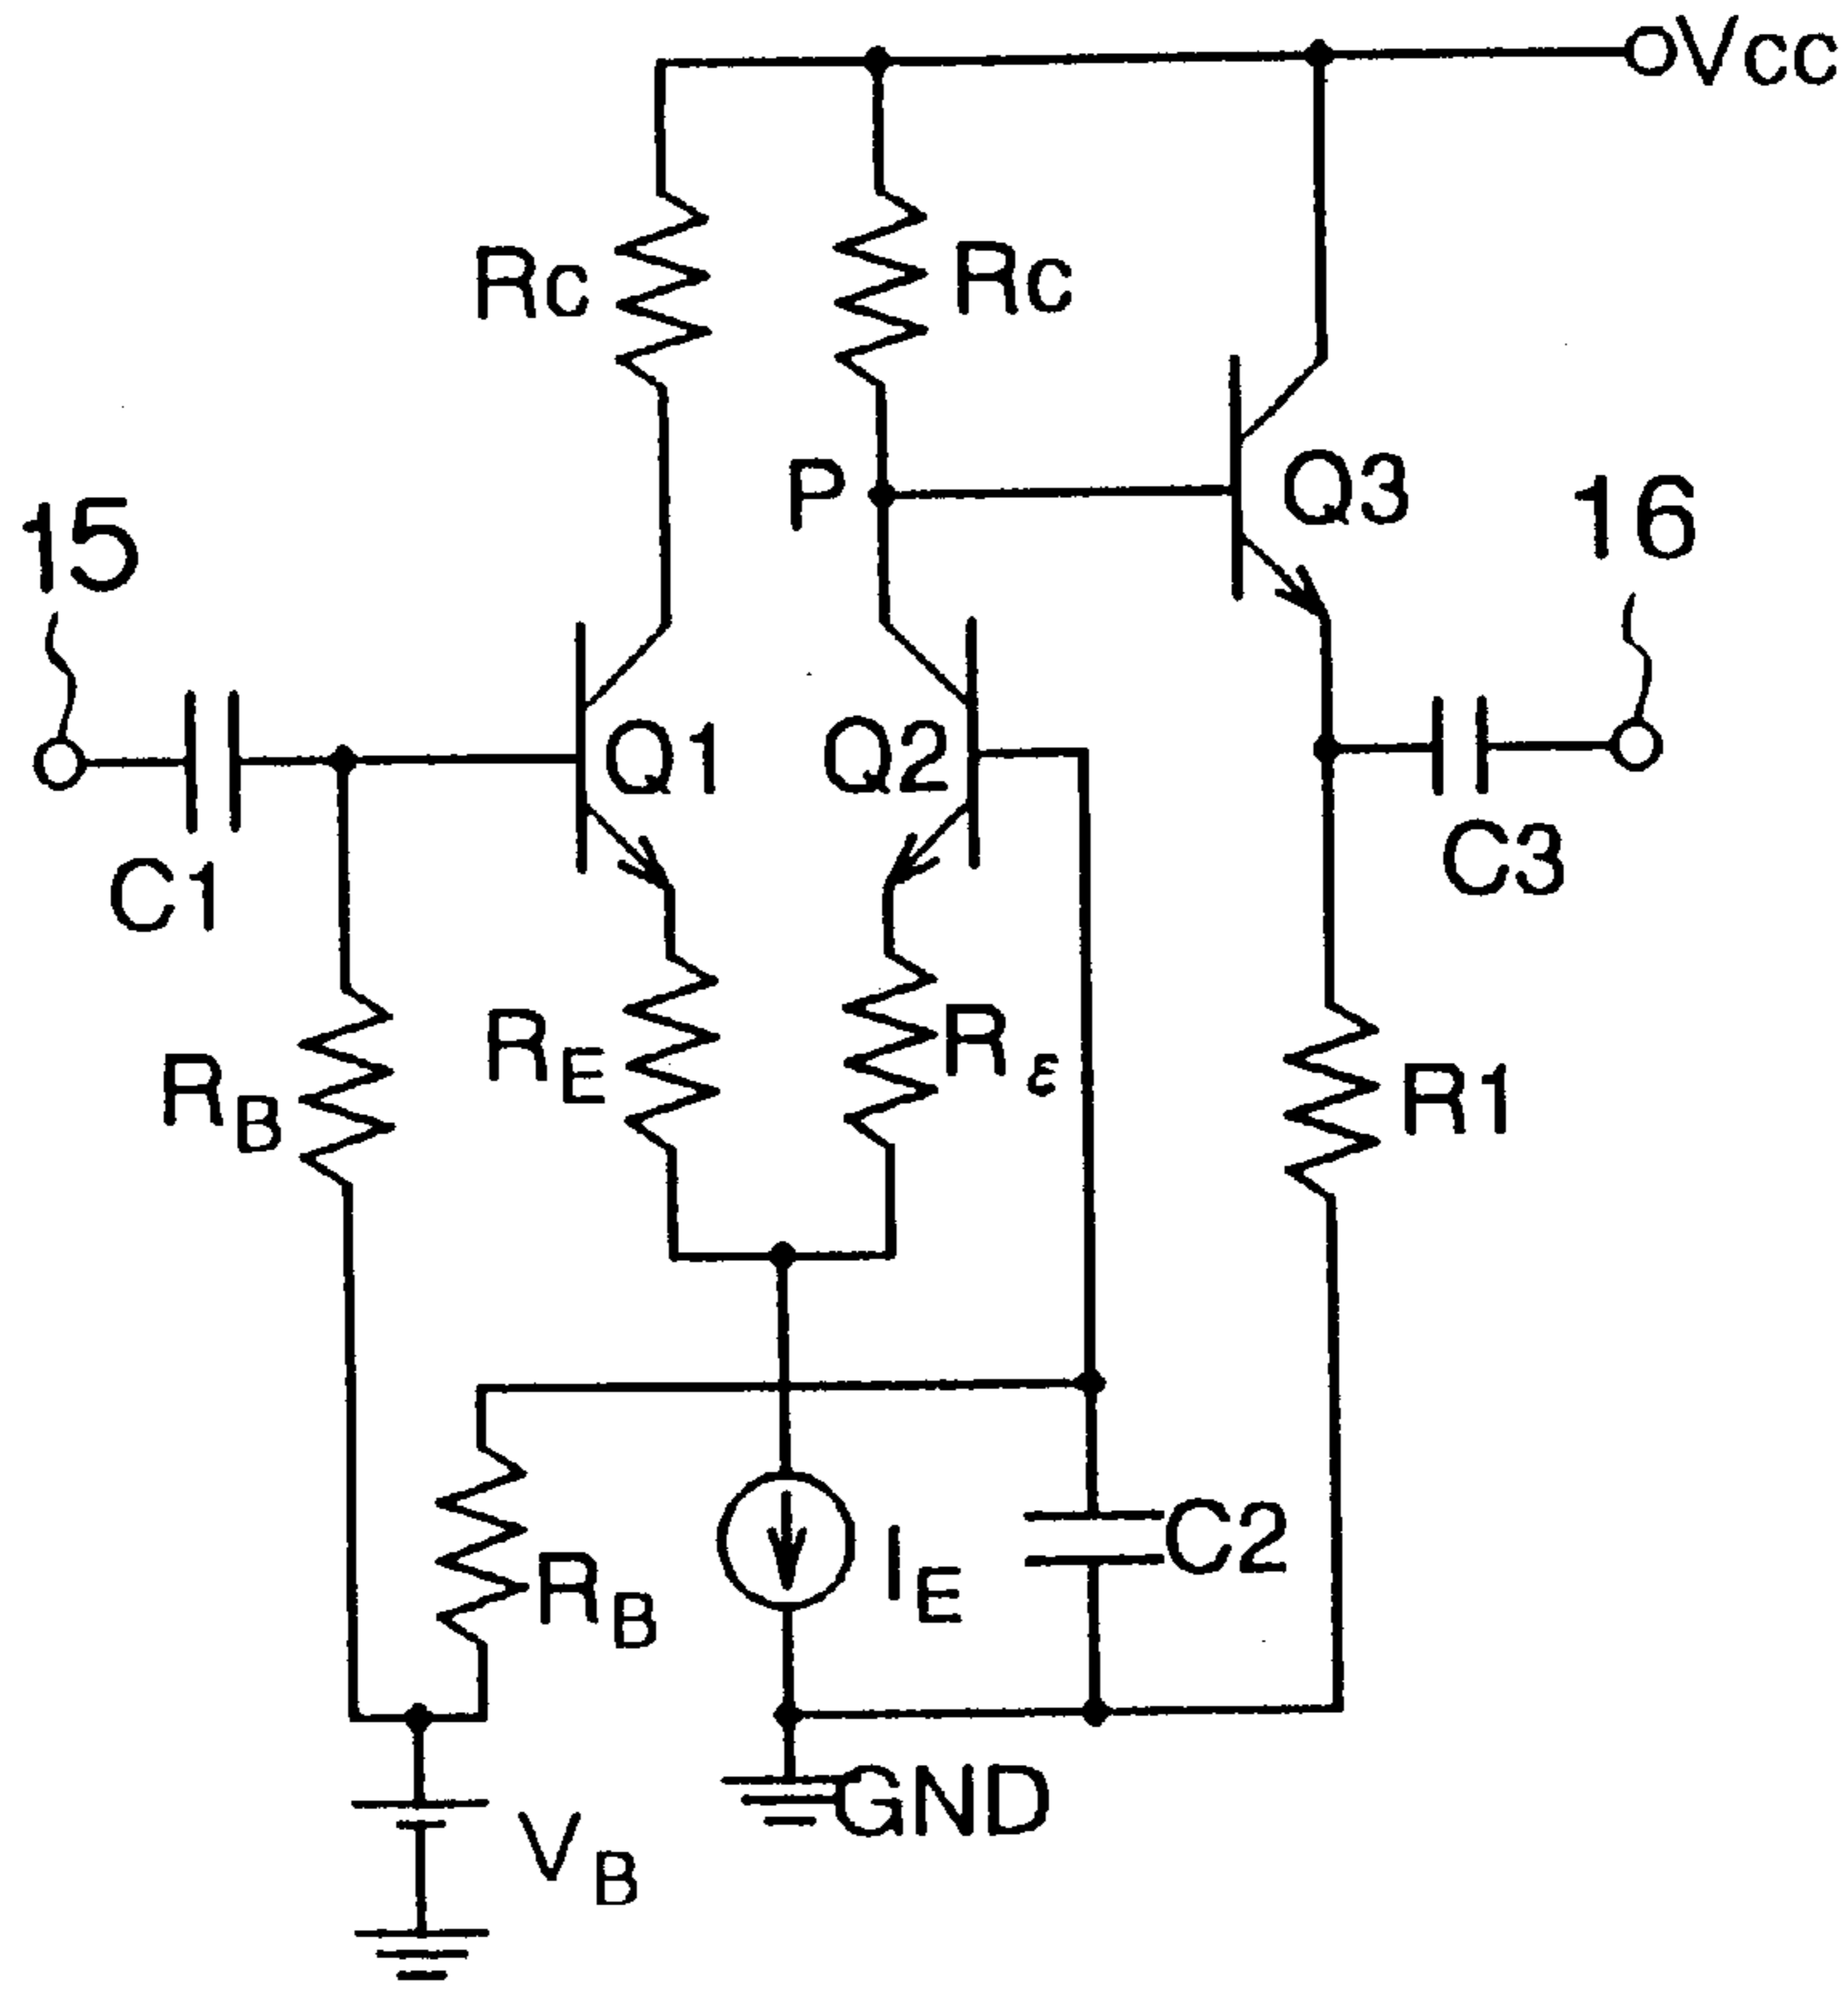 Vcc
Rc
Rc
P
Q3
16
15
Q1
Q2
C1
C3
RE
Rε
RB
R1
C2
IE
RB
GND
VB